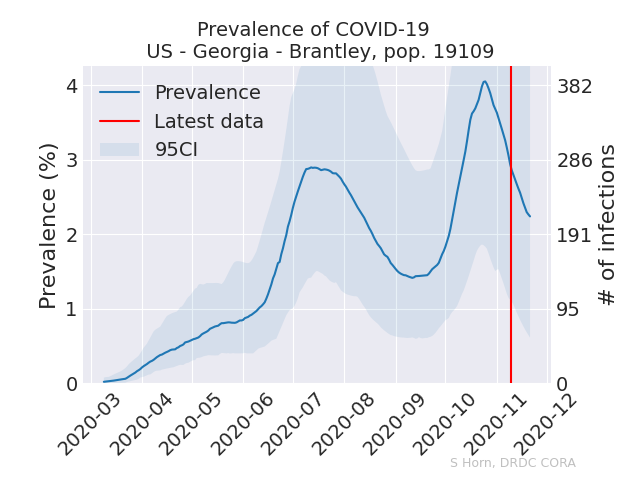 Prevalence of COVID-19
US - Georgia - Brantley, pop. 19109
Prevalence
Latest data
95CI
Prevalence (%)
0
1
2
3
4
# of infections
0
95
191
286
382
2020-03
2020-04
2020-05
2020-06
2020-07
2020-08
2020-09
2020-10
2020-11
2020-12
S Horn, DRDC CORA